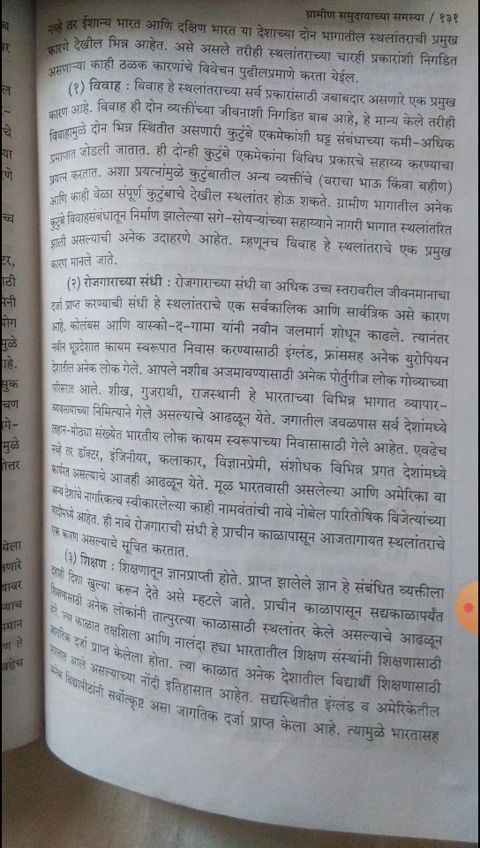 ग्रामीण समुदायाच्या समस्या / १३१
नव्हे तर ईशान्य भारत आणि दक्षिण भारत या देशाच्या दोन भागातील स्थलांतराची प्रमुख
कारणे देखील भिन्न आहेत. असे असले तरीही स्थलांतराच्या चारही प्रकारांशी निगडित
असणाऱ्या काही ठळक कारणांचे विवेचन पुढीलप्रमाणे करता येईल.
(१) विवाह : विवाह हे स्थलांतराच्या सर्व प्रकारांसाठी जबाबदार असणारे एक प्रमुख
कारण आहे. विवाह ही दोन व्यक्तींच्या जीवनाशी निगडित बाब आहे, हे मान्य केले तरीही
विवाहामुळे दोन भिन्न स्थितीत असणारी कुटुंबे एकमेकांशी घट्ट संबंधाच्या कमी-अधिक
प्रमाणात जोडली जातात. ही दोन्ही कुटुंबे एकमेकांना विविध प्रकारचे सहाय्य करण्याचा
प्रयत्न करतात. अशा प्रयत्नांमुळे कुटुंबातील अन्य व्यक्तींचे (वराचा भाऊ किंवा बहीण)
आणि काही वेळा संपूर्ण कुटुंबाचे देखील स्थलांतर होऊ शकते. ग्रामीण भागातील अनेक
कुटुंबे विवाहसंबंधातून निर्माण झालेल्या सगे-सोयऱ्यांच्या सहाय्याने नागरी भागात स्थलांतरित
झाली असल्याची अनेक उदाहरणे आहेत. म्हणूनच विवाह हे स्थलांतराचे एक प्रमुख
कारण मानले जाते.
(२) रोजगाराच्या संधी : रोजगाराच्या संधी वा अधिक उच्च स्तरावरील जीवनमानाचा
दर्जा प्राप्त करण्याची संधी हे स्थलांतराचे एक सर्वकालिक आणि सार्वत्रिक असे कारण
आहे. कोलंबस आणि वास्को-द-गामा यांनी नवीन जलमार्ग शोधून काढले. त्यानंतर
नवीन भूप्रदेशात कायम स्वरूपात निवास करण्यासाठी इंग्लंड, फ्रांससह अनेक युरोपियन
देशातील अनेक लोक गेले. आपले नशीब अजमावण्यासाठी अनेक पोर्तुगीज लोक गोव्याच्या
परिसरात आले. शीख, गुजराथी, राजस्थानी हे भारताच्या विभिन्न भागात व्यापार-
व्यवसायाच्या निमित्याने गेले असल्याचे आढळून येते. जगातील जवळपास सर्व देशांमध्ये
लहान-मोठ्या संख्येत भारतीय लोक कायम स्वरूपाच्या निवासासाठी गेले आहेत. एवढेच
नव्हे तर डॉक्टर, इंजीनियर, कलाकार, विज्ञानप्रेमी, संशोधक विभिन्न प्रगत देशांमध्ये
कार्यरत असल्याचे आजही आढळून येते. मूळ भारतवासी असलेल्या आणि अमेरिका वा
अन्य देशांचे नागरिकत्व स्वीकारलेल्या काही नामवंतांची नावे नोबेल पारितोषिक विजेत्यांच्या
यादीमध्ये आहेत. ही नावे रोजगाराची संधी हे प्राचीन काळापासून आजतागायत स्थलांतराचे
एक कारण असल्याचे सूचित करतात.
(३) शिक्षण : शिक्षणातून ज्ञानप्राप्ती होते. प्राप्त झालेले ज्ञान हे संबंधित व्यक्तीला
दाही दिशा खुल्या करून देते असे म्हटले जाते. प्राचीन काळापासून सद्यकाळापर्यंत
शिक्षणासाठी अनेक लोकांनी तात्पुरत्या काळासाठी स्थलांतर केले असल्याचे आढळून
येते. ज्या काळात तक्षशिला आणि नालंदा ह्या भारतातील शिक्षण संस्थांनी शिक्षणासाठी
जागतिक दर्जा प्राप्त केलेला होता. त्या काळात अनेक देशातील विद्यार्थी शिक्षणासाठी
भारतात आले असल्याच्या नोंदी इतिहासात आहेत. सद्यस्थितीत इंग्लंड व अमेरिकेतील
अनेक विद्यापीठांनी सर्वोत्कृष्ट असा जागतिक दर्जा प्राप्त केला आहे. त्यामुळे भारतासह